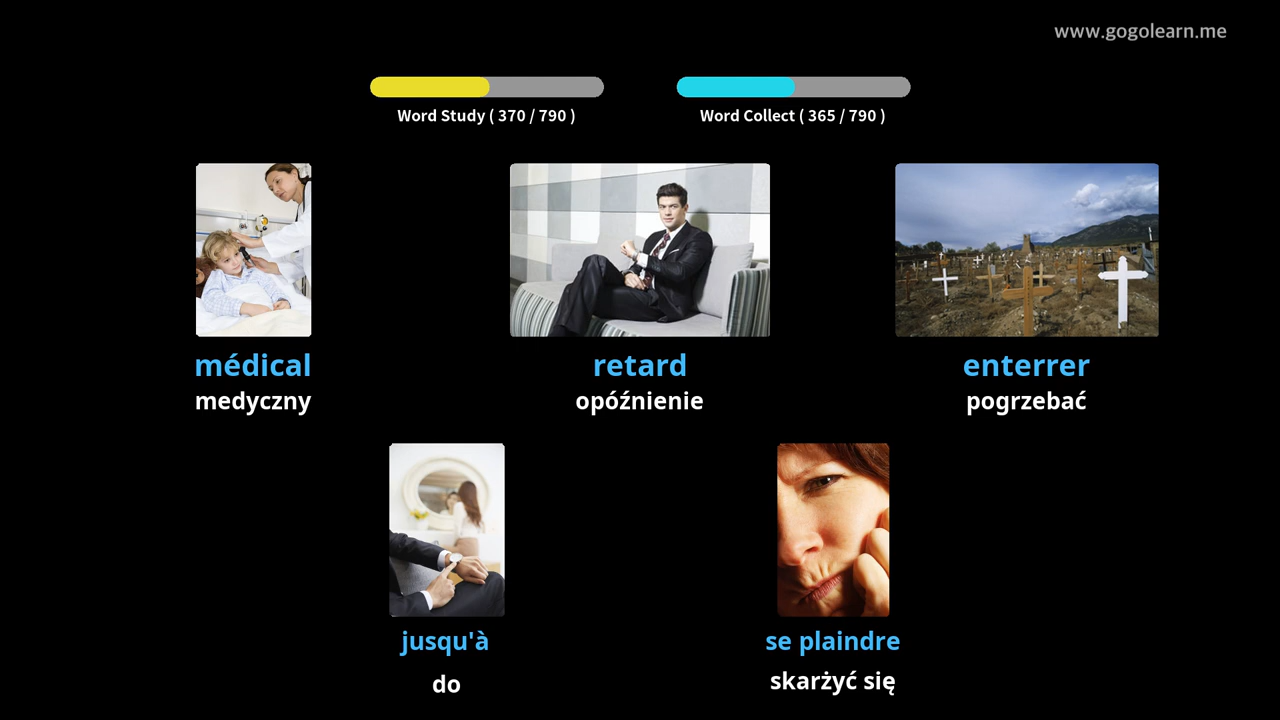 www.gogolearn.me
Word Study ( 370 / 790 )
Word Collect ( 365 / 790 )
médical
medyczny
retard
opóźnienie
enterrer
pogrzebać
jusqu'à
do
se plaindre
skarżyć się